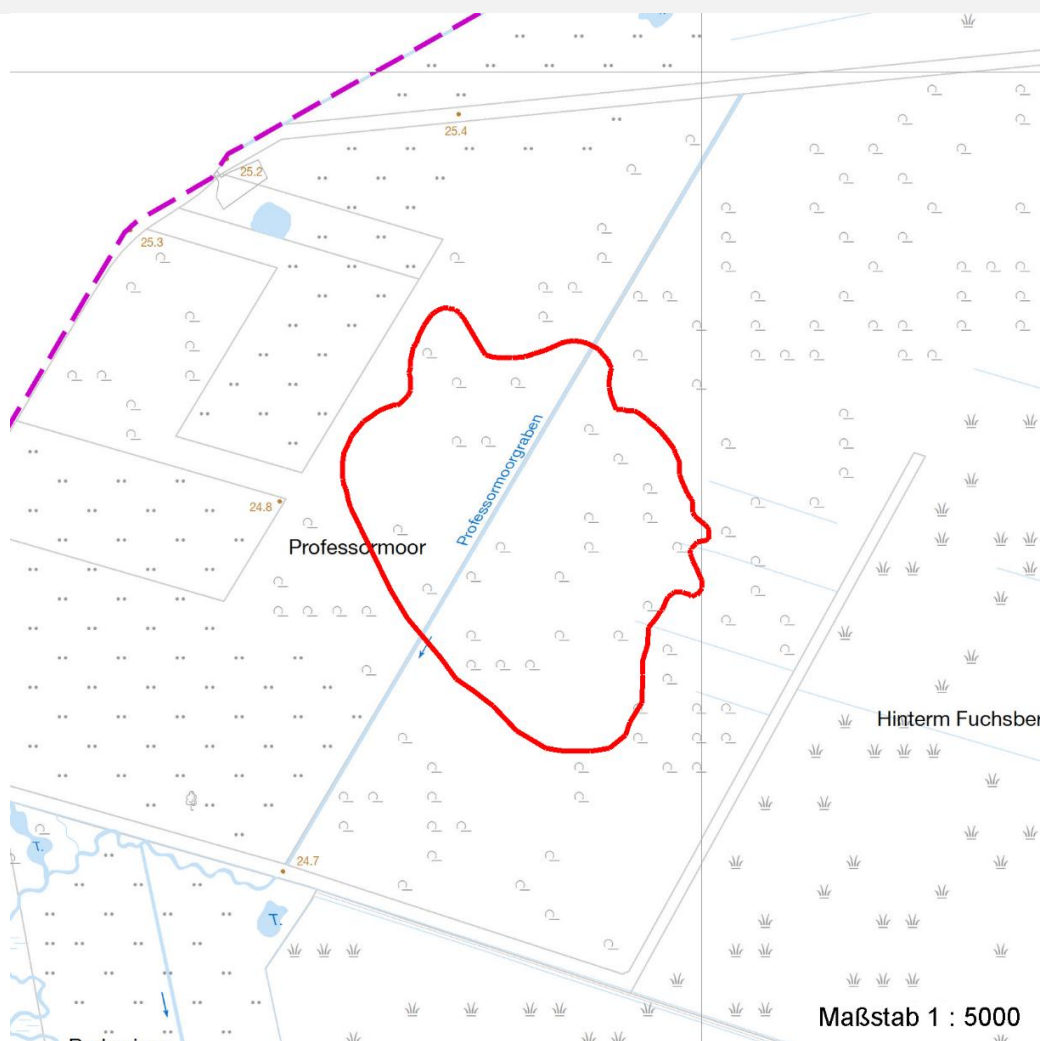 25.4
25.2
25.3
Professormoorgraben
24.8
Professormoor
Hinterm Fuchsber
T.
24.7
T.
Maßstab 1 : 5000